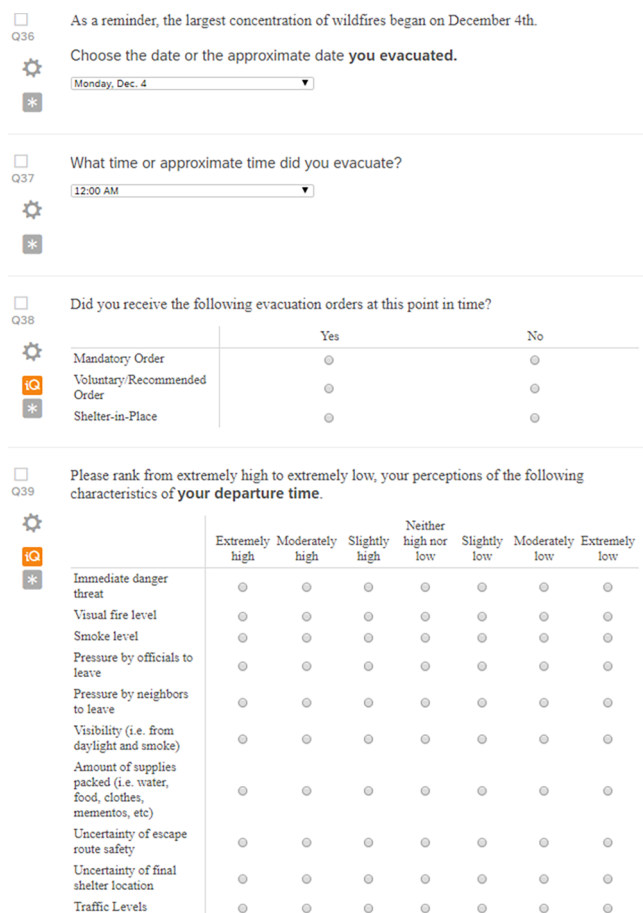 As a reminder, the largest concentration of wildfires began on December 4th.
Q36
Choose the date or the approximate date you evacuated.
Monday, Dec. 4
What time or approximate time did you evacuate?
Q37
12:00 AM
Did you receive the following evacuation orders at this point in time?
Q38
Yes No
Mandatory Order
Voluntary/Recommended
Order
iQ
Shelter-in-Place
Please rank from extremely high to extremely low, your perceptions of the following
Q39
characteristics of your departure time.
iQ
Neither
Extremely Moderately Slightly high nor Slightly Moderately Extremely
high high high low low low low
Immediate danger
threat
Visual fire level
Smoke level
Pressure by officials to
leave
Pressure by neighbors
to leave
Visibility (i.e. from
daylight and smoke)
Amount of supplies
packed (i.e. water,
food, clothes,
mementos, etc)
Uncertainty of escape
route safety
Uncertainty of final
shelter location
Traffic Levels